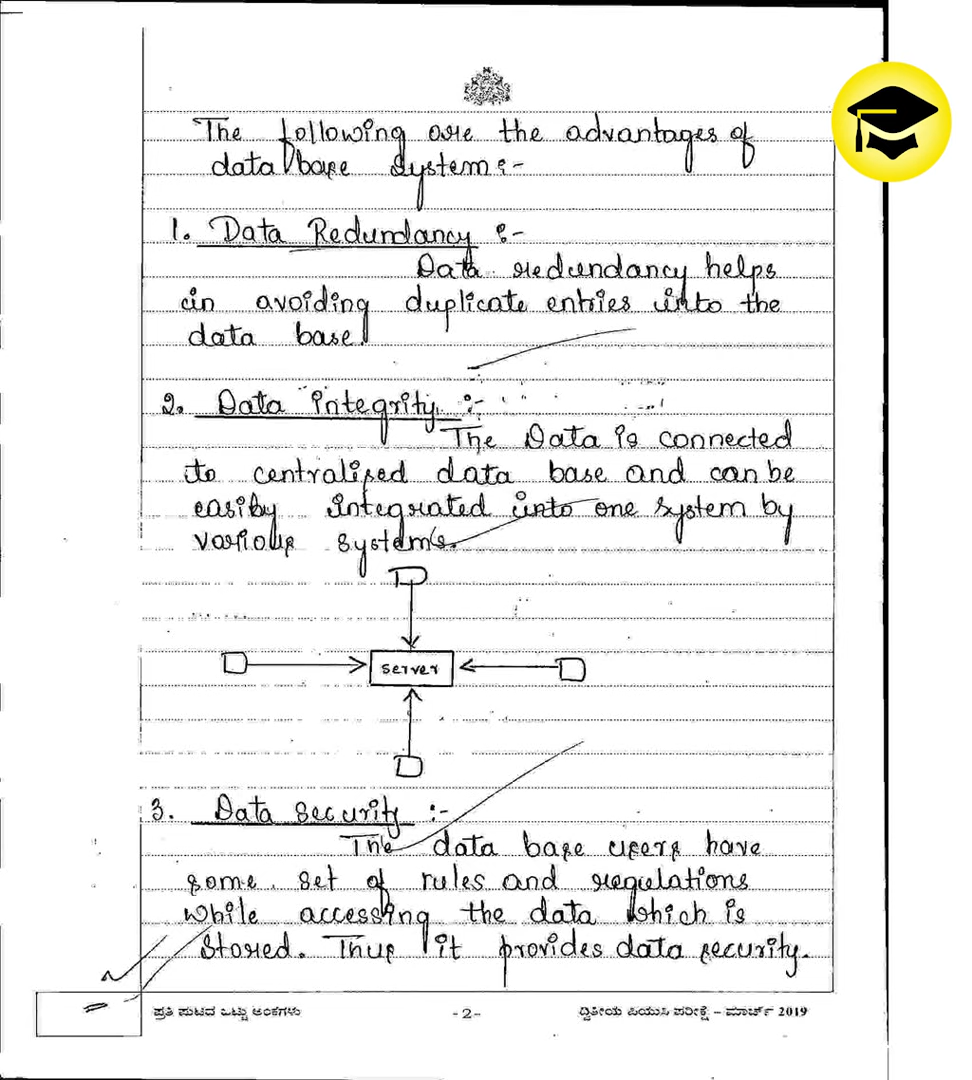 The following are the advantages of
data base system :-
1. Data Redundancy :-
Data redundancy helps
in avoiding duplicate entries into the
data base.
2. Data integrity :-
The Data is connected
to centralised data base and can be
easiby integrated into one system by
various systems.
server
3. Data security :-
The data base users have
some set of rules and regulations
while accessing the data which is
stored. Thus it provides data security.
ಪ್ರತಿ ಪುಟದ ಒಟ್ಟು ಅಂಕಗಳು
-2-
ದ್ವಿತೀಯ ಪಿಯುಸಿ ಪರೀಕ್ಷೆ – ಮಾರ್ಚ್ 2019